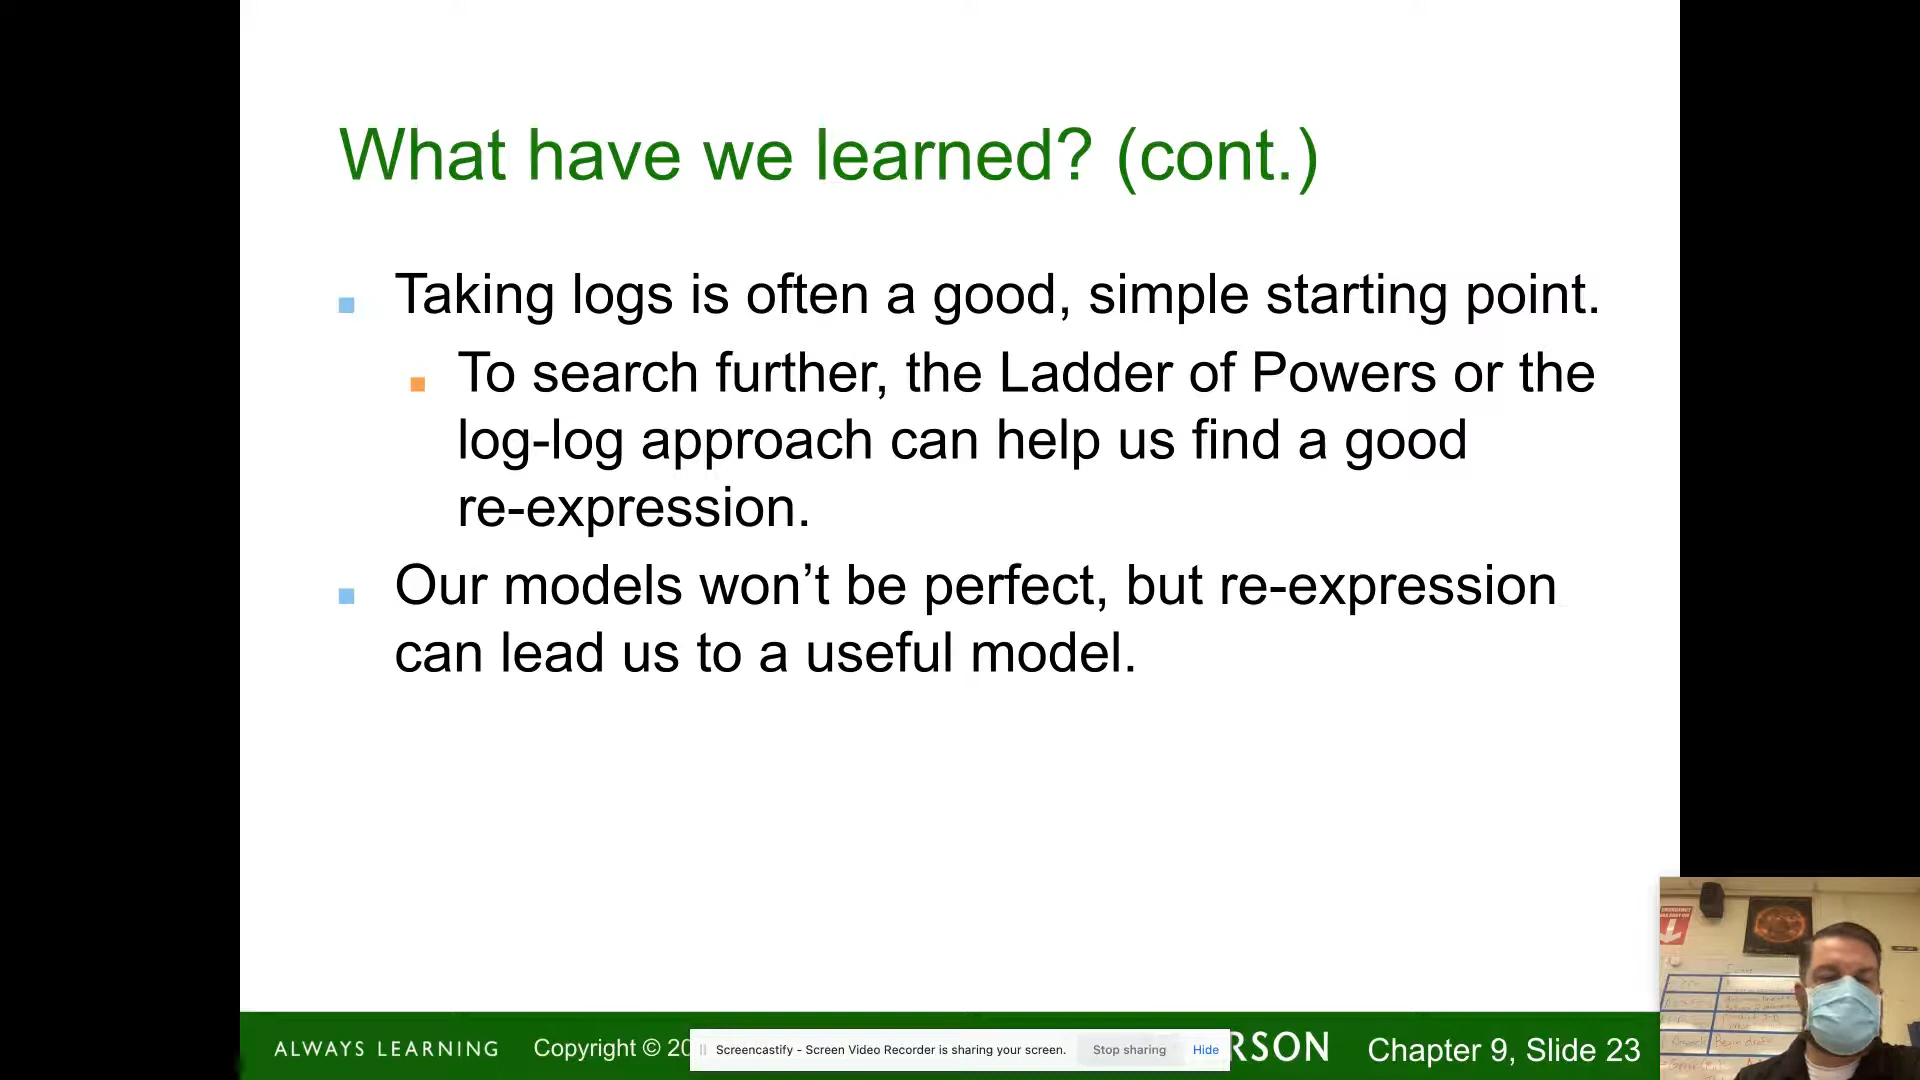 What have we learned? (cont.)
Taking logs is often a good, simple starting point.
To search further, the Ladder of Powers or the
log-log approach can help us find a good
re-expression.
Our models won’t be perfect, but re-expression
can lead us to a useful model.
ALWAYS LEARNING Copyright © 20 RSON Chapter 9, Slide 23
Screencastify - Screen Video Recorder is sharing your screen. Stop sharing Hide